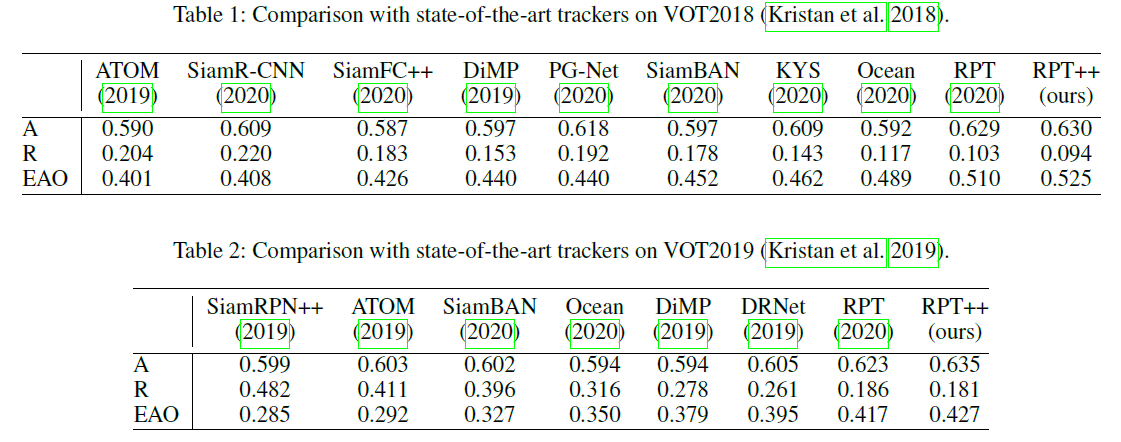 Table 1: Comparison with state-of-the-art trackers on VOT2018 (Kristan et al. 2018).
ATOM SiamR-CNN SiamFC++ DiMP PG-Net SiamBAN KYS Ocean RPT RPT++
(2019) (2020) (2020) (2019) (2020) (2020) (2020) (2020) (2020) (ours)
A 0.590 0.609 0.587 0.597 0.618 0.597 0.609 0.592 0.629 0.630
R 0.204 0.220 0.183 0.153 0.192 0.178 0.143 0.117 0.103 0.094
EAO 0.401 0.408 0.426 0.440 0.440 0.452 0.462 0.489 0.510 0.525
Table 2: Comparison with state-of-the-art trackers on VOT2019 (Kristan et al. 2019).
SiamRPN++ ATOM SiamBAN Ocean DiMP DRNet RPT RPT++
(2019) (2019) (2020) (2020) (2019) (2019) (2020) (ours)
A 0.599 0.603 0.602 0.594 0.594 0.605 0.623 0.635
R 0.482 0.411 0.396 0.316 0.278 0.261 0.186 0.181
EAO 0.285 0.292 0.327 0.350 0.379 0.395 0.417 0.427